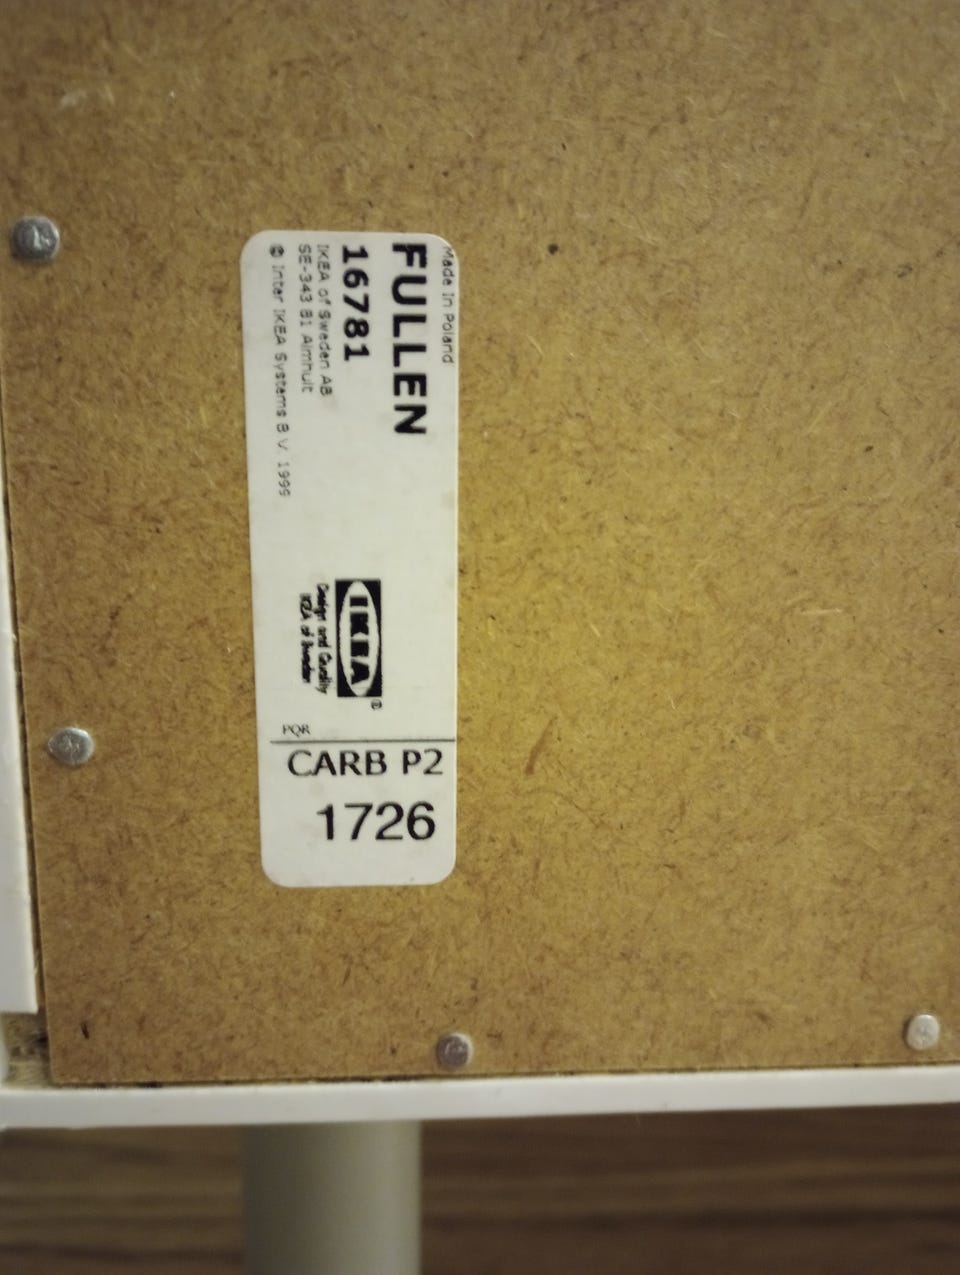 Made in Poland
FULLEN
16781
IKEA of Sweden AB
SE-343 81 Almhult
© Inter IKEA Systems B.V. 1999
IKEA®
Design and Quality
IKEA of Sweden
PQR
CARB P2
1726